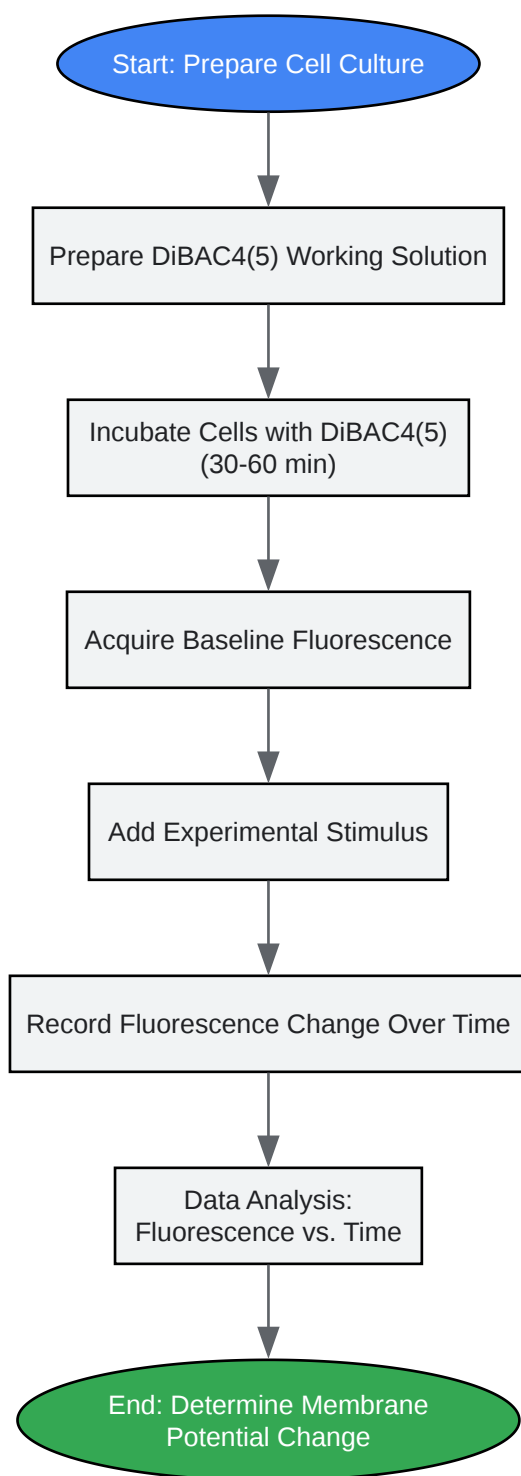 Start: Prepare Cell Culture
Prepare DiBAC4(5) Working Solution
Incubate Cells with DiBAC4(5)
(30-60 min)
Acquire Baseline Fluorescence
Add Experimental Stimulus
Record Fluorescence Change Over Time
Data Analysis:
Fluorescence vs. Time
End: Determine Membrane
Potential Change